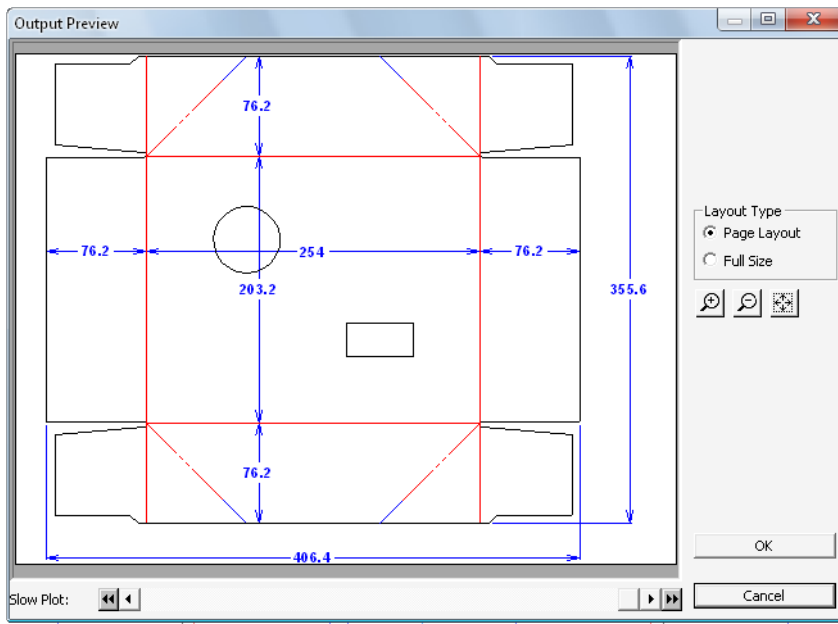 Output Preview
76.2
76.2
254
76.2
203.2
355.6
76.2
406.4
Layout Type
Page Layout
Full Size
OK
Slow Plot:
Cancel